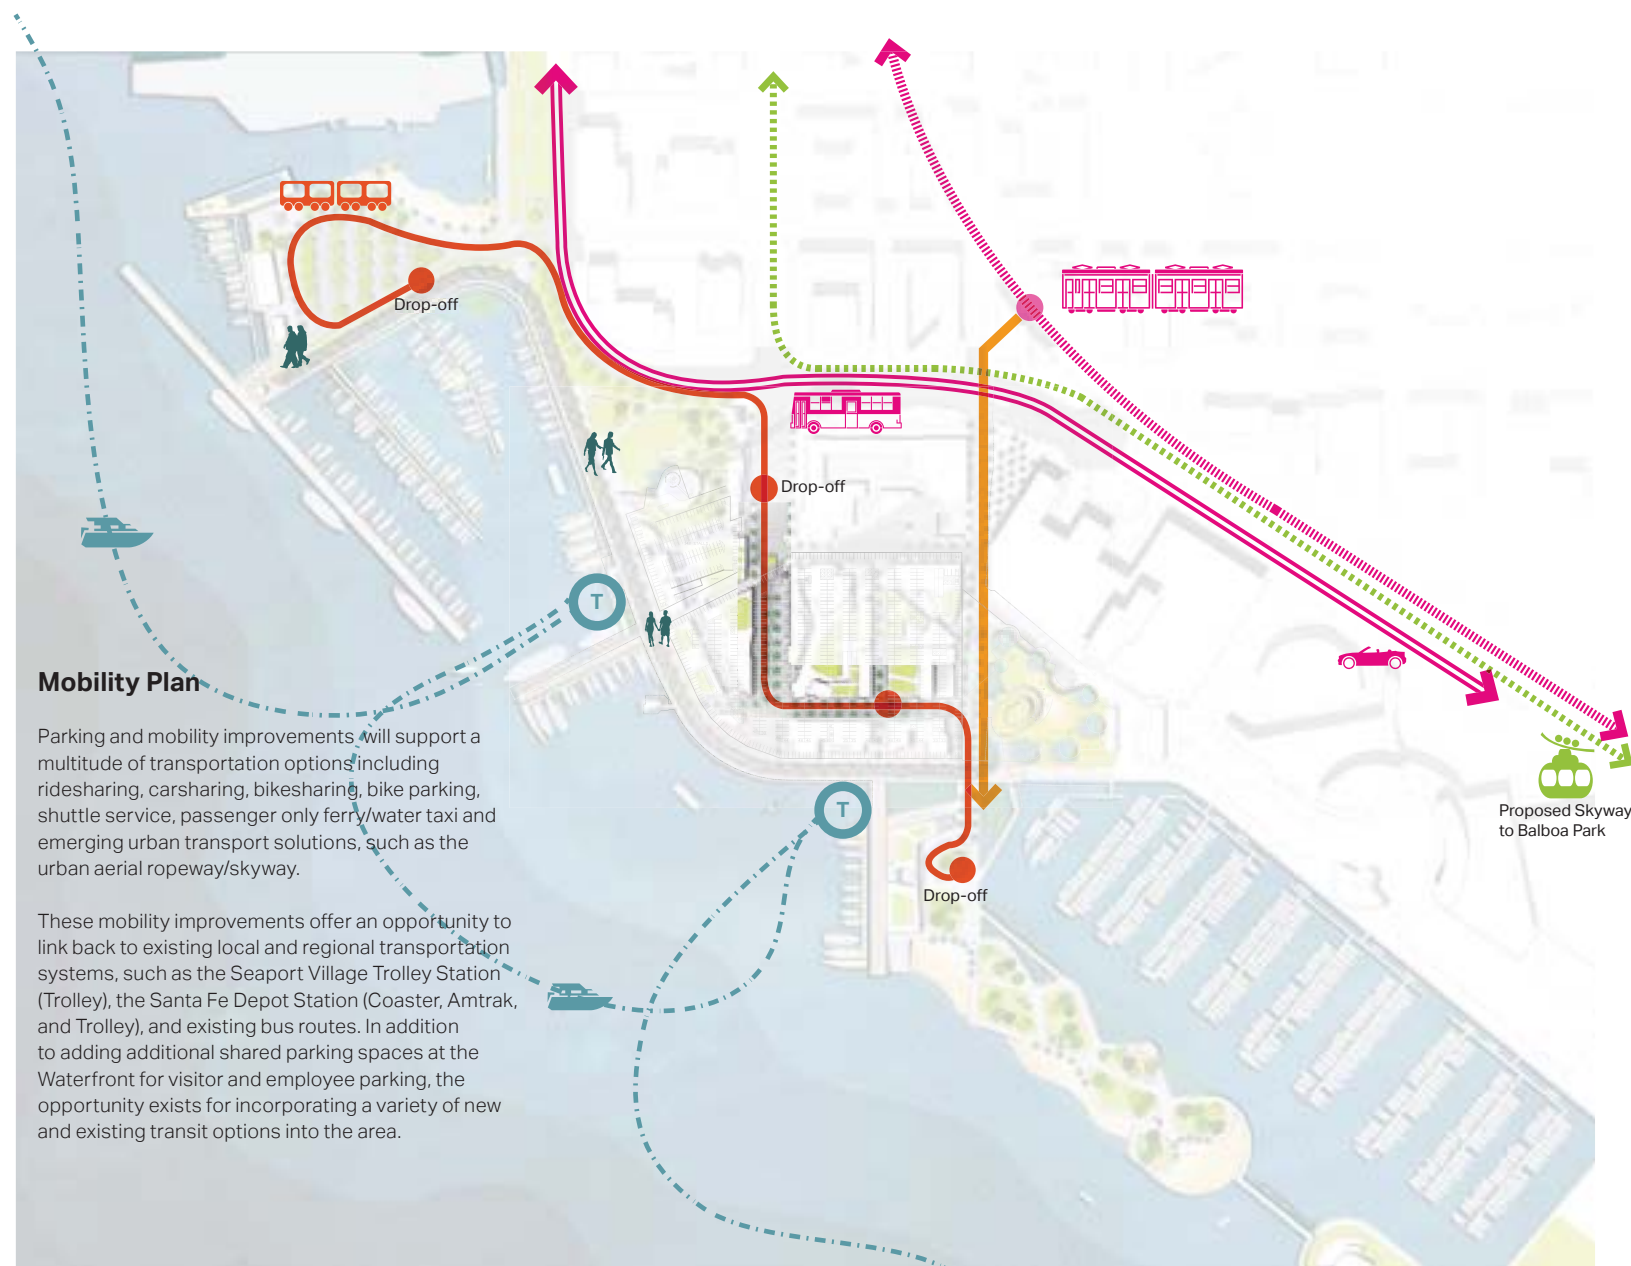 Drop-off
Drop-off
T
Mobility Plan
Parking and mobility improvements will support a
multitude of transportation options including
ridesharing, carsharing, bikesharing, bike parking,
shuttle service, passenger only ferry/water taxi and
emerging urban transport solutions, such as the
urban aerial ropeway/skyway.
These mobility improvements offer an opportunity to
link back to existing local and regional transportation
systems, such as the Seaport Village Trolley Station
(Trolley), the Santa Fe Depot Station (Coaster, Amtrak,
and Trolley), and existing bus routes. In addition
to adding additional shared parking spaces at the
Waterfront for visitor and employee parking, the
opportunity exists for incorporating a variety of new
and existing transit options into the area.
T
Drop-off
Proposed Skyway
to Balboa Park